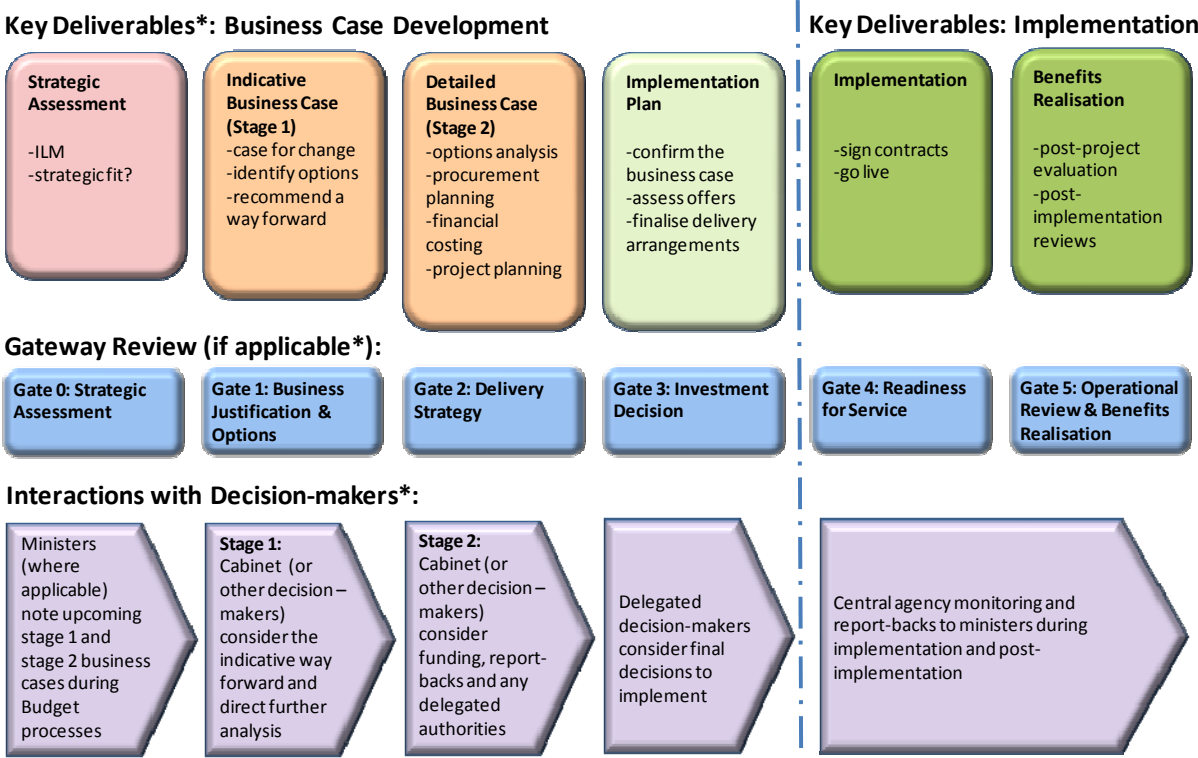 Key Deliverables*: Business Case Development
Key Deliverables: Implementation
Strategic
Assessment
-ILM
-strategic fit?
Indicative
Business Case
(Stage 1)
-case for change
-identify options
-recommend a
way forward
Detailed
Business Case
(Stage 2)
-options analysis
-procurement
planning
-financial
costing
-project planning
Implementation
Plan
-confirm the
business case
-assess offers
-finalise delivery
arrangements
Implementation
-sign contracts
-go live
Benefits
Realisation
-post-project
evaluation
-post-
implementation
reviews
Gateway Review (if applicable*):
Gate 0: Strategic
Assessment
Gate 1: Business
Justification &
Options
Gate 2: Delivery
Strategy
Gate 3: Investment
Decision
Gate 4: Readiness
for Service
Gate 5: Operational
Review & Benefits
Realisation
Interactions with Decision-makers*:
Ministers
(where
applicable)
note upcoming
stage 1 and
stage 2 business
cases during
Budget
processes
Stage 1:
Cabinet (or
other decision –
makers)
consider the
indicative way
forward and
direct further
analysis
Stage 2:
Cabinet (or
other decision –
makers)
consider
funding, report-
backs and any
delegated
authorities
Delegated
decision-makers
consider final
decisions to
implement
Central agency monitoring and
report-backs to ministers during
implementation and post-
implementation